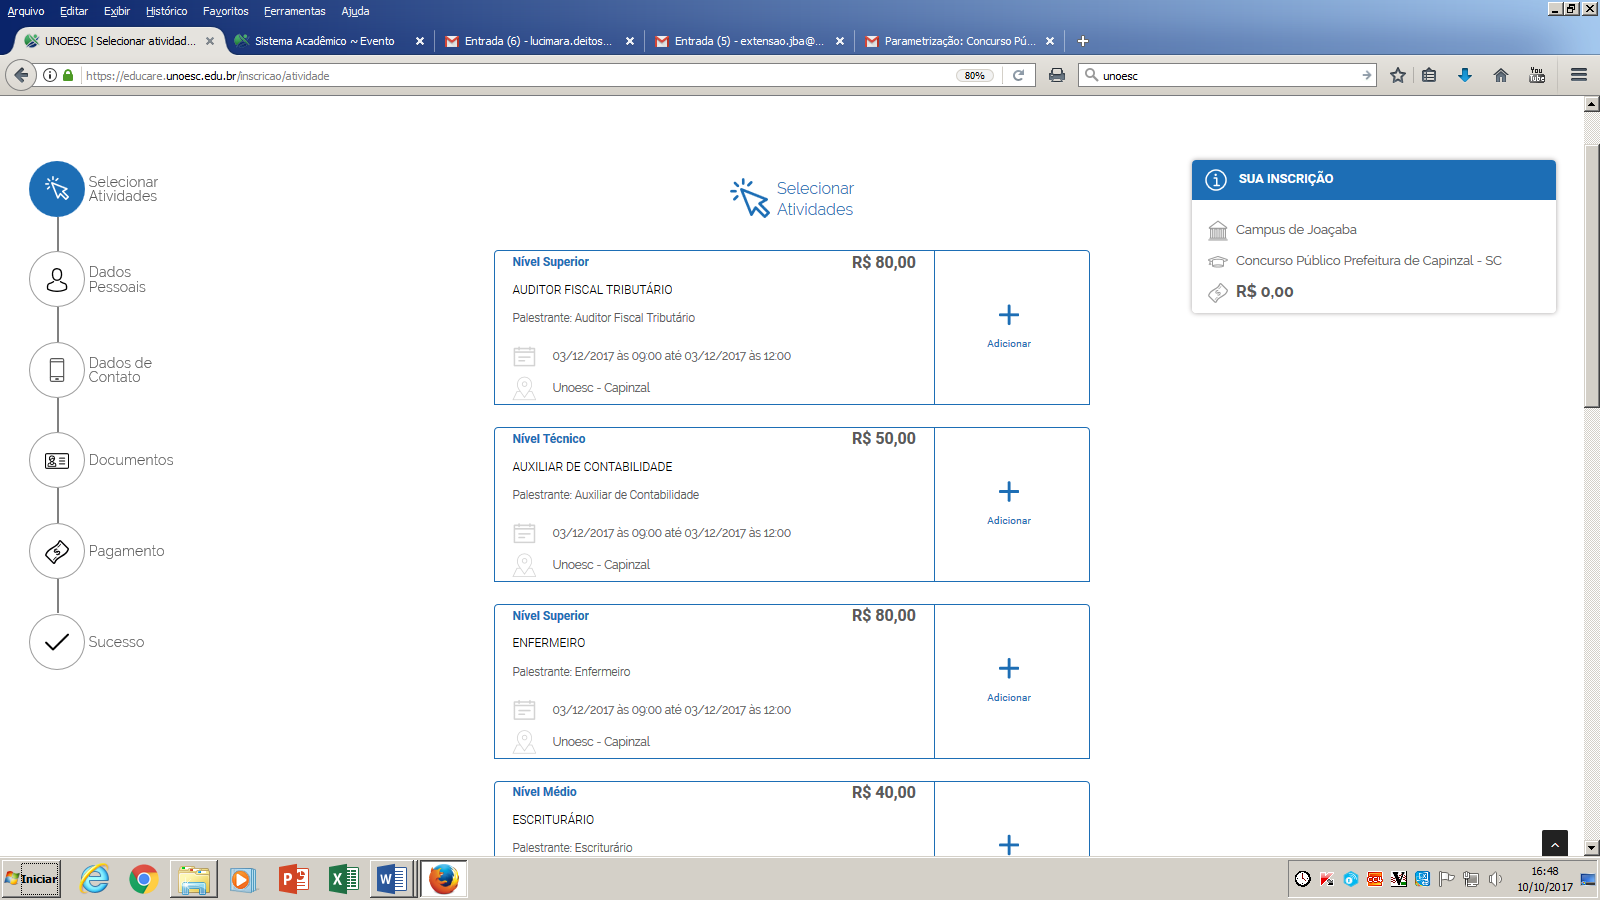 Arquivo Editar Exibir Histórico Favoritos Ferramentas Ajuda
UNOESC | Selecionar atividad... Sistema Acadêmico ~ Evento Entrada (6) - lucimara.deitos... Entrada (5) - extensao.jba@... Parametrização: Concurso Pú...
https://educare.unoesc.edu.br/inscricao/atividade 80% unoesc You Tube
Selecionar
Atividades
Dados
Pessoais
Dados de
Contato
Documentos
Pagamento
Sucesso
Selecionar
Atividades
Nível Superior R$ 80,00
AUDITOR FISCAL TRIBUTÁRIO
Palestrante: Auditor Fiscal Tributário
03/12/2017 às 09:00 até 03/12/2017 às 12:00
Unoesc - Capinzal
Adicionar
Nível Técnico R$ 50,00
AUXILIAR DE CONTABILIDADE
Palestrante: Auxiliar de Contabilidade
03/12/2017 às 09:00 até 03/12/2017 às 12:00
Unoesc - Capinzal
Adicionar
Nível Superior R$ 80,00
ENFERMEIRO
Palestrante: Enfermeiro
03/12/2017 às 09:00 até 03/12/2017 às 12:00
Unoesc - Capinzal
Adicionar
Nível Médio R$ 40,00
ESCRITURÁRIO
Palestrante: Escriturário
SUA INSCRIÇÃO
Campus de Joaçaba
Concurso Público Prefeitura de Capinzal - SC
R$ 0,00
Iniciar
16:48
10/10/2017